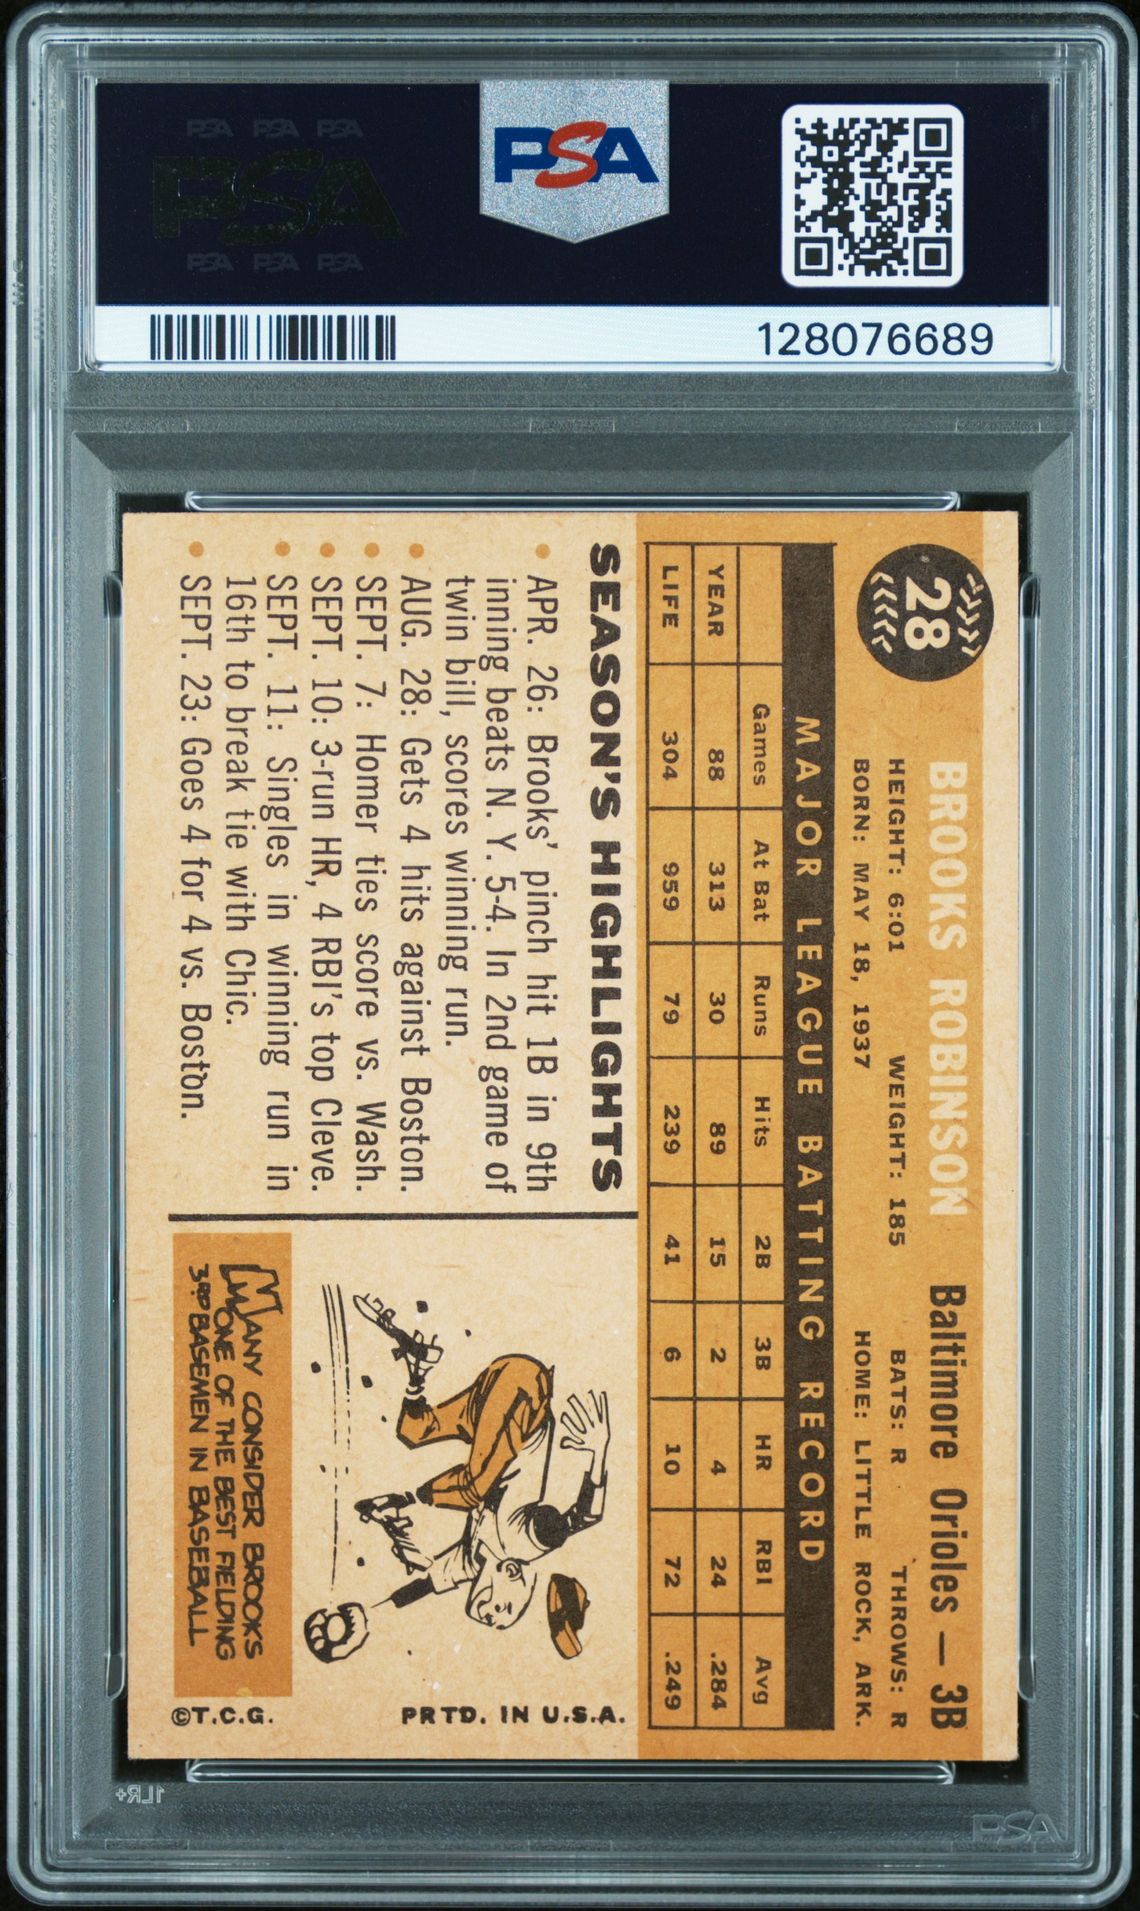 PSA PSA PSA
PSA
PSA PSA PSA
PSA
128076689
28
BROOKS ROBINSON Baltimore Orioles — 3B
HEIGHT: 6:01 WEIGHT: 185 BATS: R THROWS: R
BORN: MAY 18, 1937 HOME: LITTLE ROCK, ARK.
MAJOR LEAGUE BATTING RECORD
Games At Bat Runs Hits 2B 3B HR RBI Avg
YEAR 88 313 30 89 15 2 4 24 .284
LIFE 304 959 79 239 41 6 10 72 .249
SEASON'S HIGHLIGHTS
• APR. 26: Brooks' pinch hit 1B in 9th
inning beats N. Y. 5-4. In 2nd game of
twin bill, scores winning run.
• AUG. 28: Gets 4 hits against Boston.
• SEPT. 7: Homer ties score vs. Wash.
• SEPT. 10: 3-run HR, 4 RBI's top Cleve.
• SEPT. 11: Singles in winning run in
16th to break tie with Chic.
• SEPT. 23: Goes 4 for 4 vs. Boston.
MANY CONSIDER BROOKS
ONE OF THE BEST FIELDING
3RD BASEMEN IN BASEBALL
©T.C.G. PRTD. IN U.S.A.
1LR+
PSA